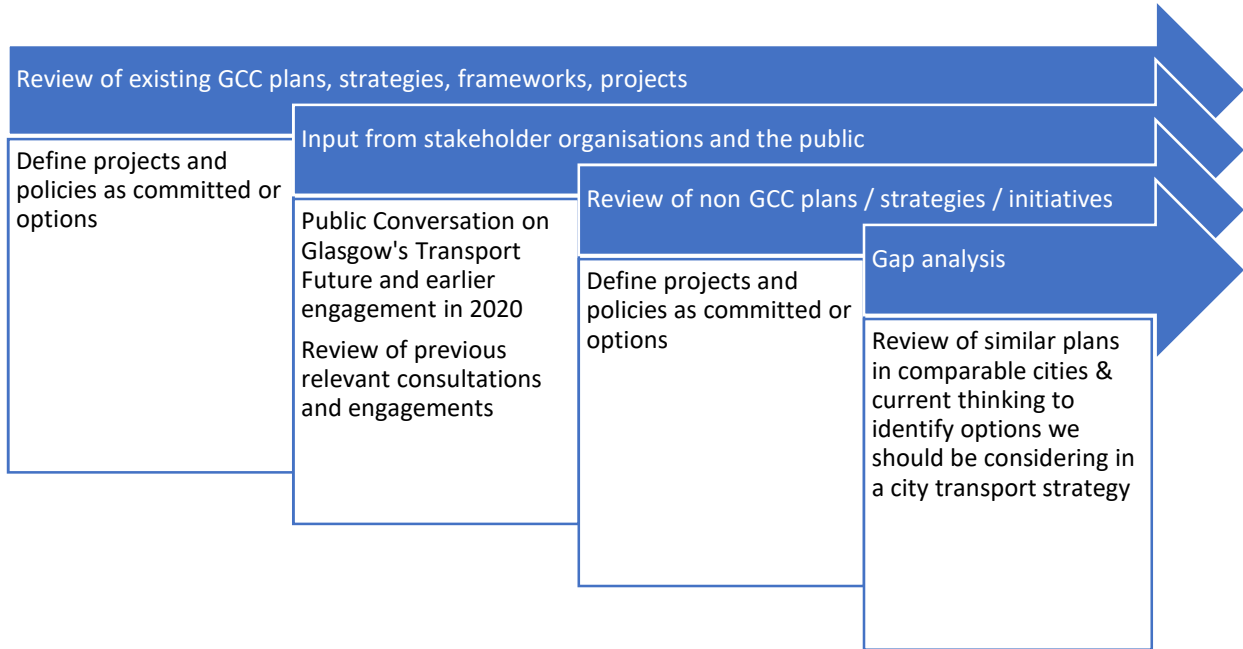 Review of existing GCC plans, strategies, frameworks, projects
Define projects and
policies as committed or
options
Input from stakeholder organisations and the public
Public Conversation on
Glasgow's Transport
Future and earlier
engagement in 2020
Review of previous
relevant consultations
and engagements
Review of non GCC plans / strategies / initiatives
Define projects and
policies as committed or
options
Gap analysis
Review of similar plans
in comparable cities &
current thinking to
identify options we
should be considering in
a city transport strategy